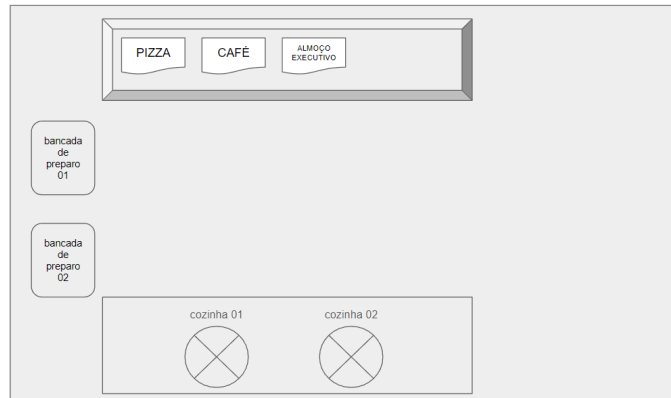 PIZZA
CAFÉ
ALMOÇO
EXECUTIVO
bancada
de
preparo
01
bancada
de
preparo
02
cozinha 01
cozinha 02